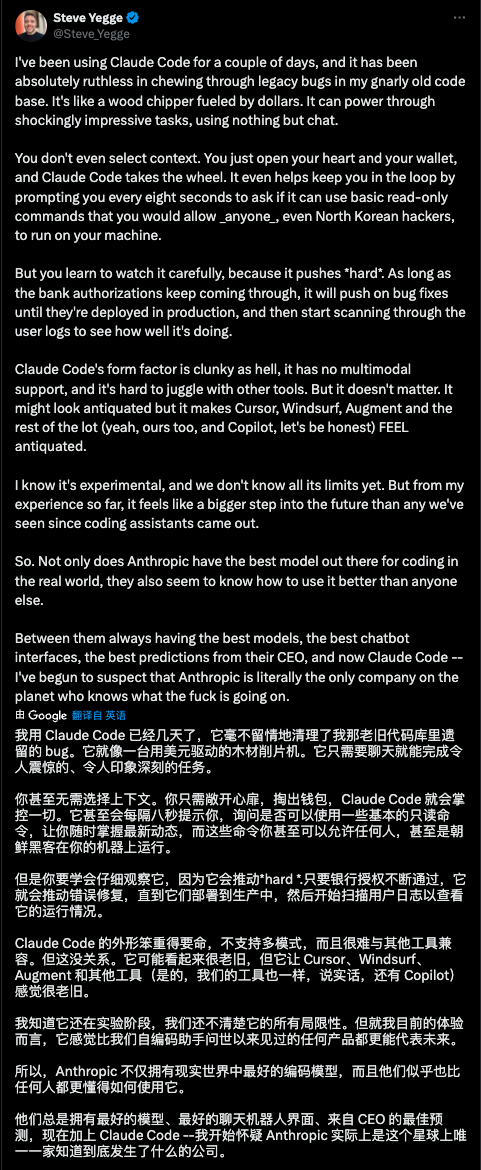 Steve Yegge
@Steve_Yegge
I've been using Claude Code for a couple of days, and it has been
absolutely ruthless in chewing through legacy bugs in my gnarly old code
base. It's like a wood chipper fueled by dollars. It can power through
shockingly impressive tasks, using nothing but chat.
You don't even select context. You just open your heart and your wallet,
and Claude Code takes the wheel. It even helps keep you in the loop by
prompting you every eight seconds to ask if it can use basic read-only
commands that you would allow _anyone_, even North Korean hackers,
to run on your machine.
But you learn to watch it carefully, because it pushes *hard*. As long as
the bank authorizations keep coming through, it will push on bug fixes
until they're deployed in production, and then start scanning through the
user logs to see how well it's doing.
Claude Code's form factor is clunky as hell, it has no multimodal
support, and it's hard to juggle with other tools. But it doesn't matter. It
might look antiquated but it makes Cursor, Windsurf, Augment and the
rest of the lot (yeah, ours too, and Copilot, let's be honest) FEEL
antiquated.
I know it's experimental, and we don't know all its limits yet. But from my
experience so far, it feels like a bigger step into the future than any we've
seen since coding assistants came out.
So. Not only does Anthropic have the best model out there for coding in
the real world, they also seem to know how to use it better than anyone
else.
Between them always having the best models, the best chatbot
interfaces, the best predictions from their CEO, and now Claude Code --
I've begun to suspect that Anthropic is literally the only company on the
planet who knows what the fuck is going on.
由 Google 翻译自 英语
我用 Claude Code 已经几天了，它毫不留情地清理了我那老旧代码库里遗
留的 bug。它就像一台用美元驱动的木材削片机。它只需要聊天就能完成令
人震惊的、令人印象深刻的任务。
你甚至无需选择上下文。你只需敞开心扉，掏出钱包，Claude Code 就会掌
控一切。它甚至会每隔八秒提示你，询问是否可以使用一些基本的只读命
令，让你随时掌握最新动态，而这些命令你甚至可以允许任何人，甚至是朝
鲜黑客在你的机器上运行。
但是你要学会仔细观察它，因为它会推动*hard *.只要银行授权不断通过，它
就会推动错误修复，直到它们部署到生产中，然后开始扫描用户日志以查看
它的运行情况。
Claude Code 的外形笨重得要命，不支持多模式，而且很难与其他工具兼
容。但这没关系。它可能看起来很老旧，但它让 Cursor、Windsurf、
Augment 和其他工具（是的，我们的工具也一样，说实话，还有 Copilot）
感觉很老旧。
我知道它还在实验阶段，我们还不清楚它的所有局限性。但就我目前的体验
而言，它感觉比我们自编码助手问世以来见过的任何产品都更能代表未来。
所以，Anthropic 不仅拥有现实世界中最好的编码模型，而且他们似乎也比
任何人都更懂得如何使用它。
他们总是拥有最好的模型、最好的聊天机器人界面、来自 CEO 的最佳预
测，现在加上 Claude Code --我开始怀疑 Anthropic 实际上是这个星球上唯
一一家知道到底发生了什么的公司。